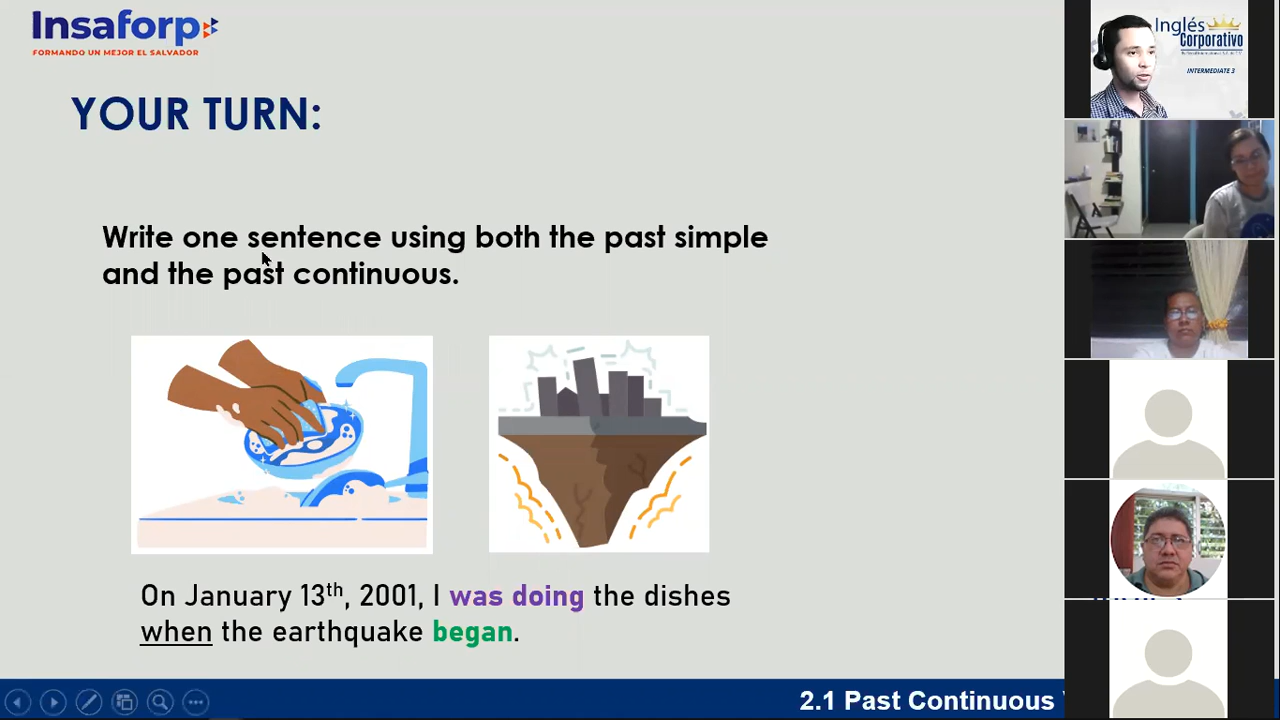 Insaforp
FORMANDO UN MEJOR EL SALVADOR
YOUR TURN:
Write one sentence using both the past simple
and the past continuous.
On January 13th, 2001, I was doing the dishes
when the earthquake began.
2.1 Past Continuous
Inglés
Corporativo
INTERMEDIATE 3